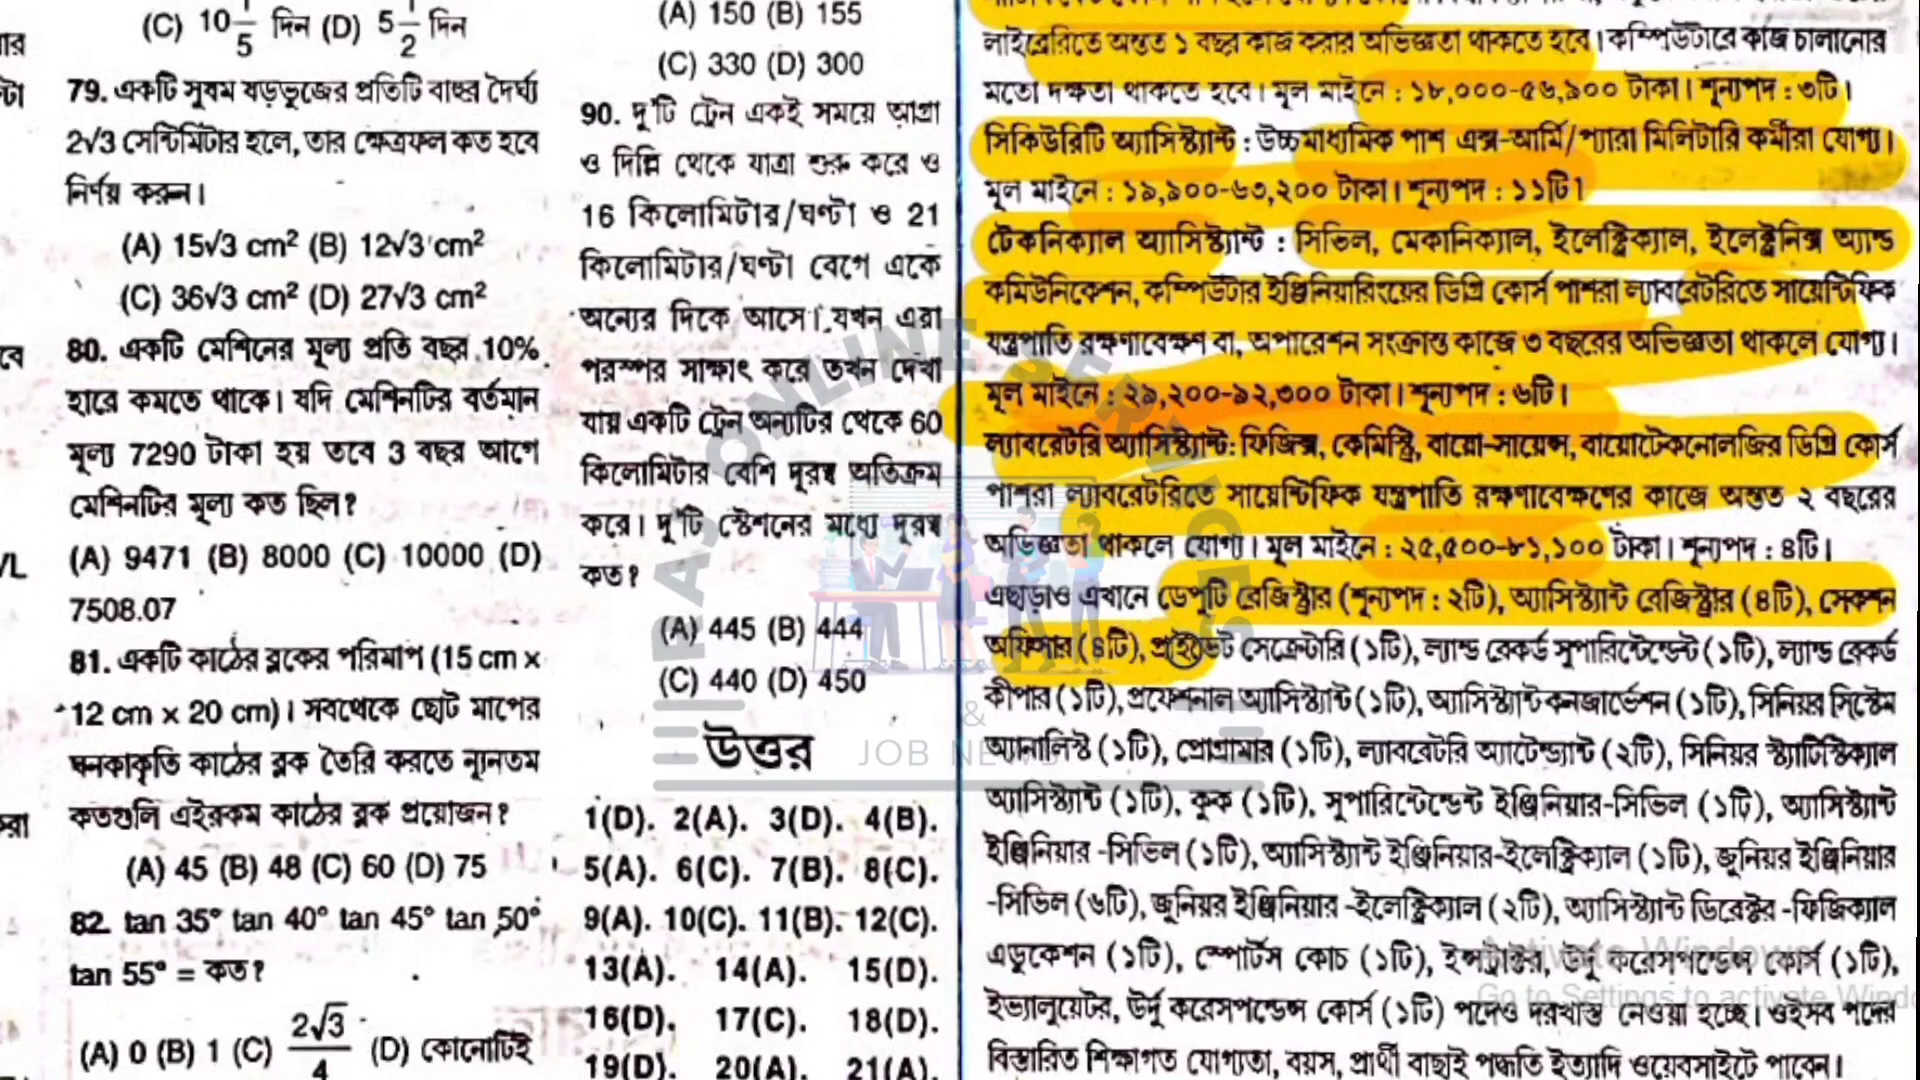 (C) 10 1/5 দিন (D) 5 1/2 দিন
79. একটি সুষম ষড়ভুজের প্রতিটি বাহুর দৈর্ঘ্য
2√3 সেন্টিমিটার হলে, তার ক্ষেত্রফল কত হবে
নির্ণয় করুন।
(A) 15√3 cm² (B) 12√3 cm²
(C) 36√3 cm² (D) 27√3 cm²
80. একটি মেশিনের মূল্য প্রতি বছর 10%
হারে কমতে থাকে। যদি মেশিনটির বর্তমান
মূল্য 7290 টাকা হয় তবে 3 বছর আগে
মেশিনটির মূল্য কত ছিল?
(A) 9471 (B) 8000 (C) 10000 (D)
7508.07
81. একটি কাঠের ব্লকের পরিমাপ (15 cm x
12 cm x 20 cm)। সবথেকে ছোট মাপের
ঘনকাকৃতি কাঠের ব্লক তৈরি করতে ন্যূনতম
কতগুলি এইরকম কাঠের ব্লক প্রয়োজন?
(A) 45 (B) 48 (C) 60 (D) 75
82. tan 35° tan 40° tan 45° tan 50°
tan 55° = কত?
(A) 0 (B) 1 (C) 2√3/4 (D) কোনোটিই
(A) 150 (B) 155
(C) 330 (D) 300
90. দু'টি ট্রেন একই সময়ে আগ্রা
ও দিল্লি থেকে যাত্রা শুরু করে ও
16 কিলোমিটার/ঘণ্টা ও 21
কিলোমিটার/ঘণ্টা বেগে একে
অন্যের দিকে আসে। যখন এরা
পরস্পর সাক্ষাৎ করে তখন দেখা
যায় একটি ট্রেন অন্যটির থেকে 60
কিলোমিটার বেশি দূরত্ব অতিক্রম
করে। দু'টি স্টেশনের মধ্যে দূরত্ব
কত?
(A) 445 (B) 444
(C) 440 (D) 450
উত্তর
1(D). 2(A). 3(D). 4(B).
5(A). 6(C). 7(B). 8(C).
9(A). 10(C). 11(B). 12(C).
13(A). 14(A). 15(D).
16(D). 17(C). 18(D).
19(D). 20(A). 21(A).
লাইব্রেরিতে অন্তত ১ বছর কাজ করার অভিজ্ঞতা থাকতে হবে। কম্পিউটারে কাজ চালানোর
মতো দক্ষতা থাকতে হবে। মূল মাইনে : ১৮,০০০-৫৬,৯০০ টাকা। শূন্যপদ : ৩টি।
সিকিউরিটি অ্যাসিস্ট্যান্ট : উচ্চমাধ্যমিক পাশ এক্স-আর্মি/প্যারা মিলিটারি কর্মীরা যোগ্য।
মূল মাইনে : ১৯,৯০০-৬৩,২০০ টাকা। শূন্যপদ : ১১টি।
টেকনিক্যাল অ্যাসিস্ট্যান্ট : সিভিল, মেকানিক্যাল, ইলেক্ট্রিক্যাল, ইলেক্ট্রনিক্স অ্যান্ড
কমিউনিকেশন, কম্পিউটার ইঞ্জিনিয়ারিংয়ের ডিগ্রি কোর্স পাশরা ল্যাবরেটরিতে সায়েন্টিফিক
যন্ত্রপাতি রক্ষণাবেক্ষণ বা, অপারেশন সংক্রান্ত কাজে ৩ বছরের অভিজ্ঞতা থাকলে যোগ্য।
মূল মাইনে : ২৯,২০০-৯২,৩০০ টাকা। শূন্যপদ : ৬টি।
ল্যাবরেটরি অ্যাসিস্ট্যান্ট: ফিজিক্স, কেমিস্ট্রি, বায়ো-সায়েন্স, বায়োটেকনোলজির ডিগ্রি কোর্স
পাশরা ল্যাবরেটরিতে সায়েন্টিফিক যন্ত্রপাতি রক্ষণাবেক্ষণের কাজে অন্তত ২ বছরের
অভিজ্ঞতা থাকলে যোগ্য। মূল মাইনে : ২৫,৫০০-৮১,১০০ টাকা। শূন্যপদ : ৪টি।
এছাড়াও এখানে ডেপুটি রেজিস্ট্রার (শূন্যপদ : ২টি), অ্যাসিস্ট্যান্ট রেজিস্ট্রার (৪টি), সেকশন
অফিসার (৪টি), প্রাইভেট সেক্রেটারি (১টি), ল্যান্ড রেকর্ড সুপারিন্টেন্ডেন্ট (১টি), ল্যান্ড রেকর্ড
কীপার (১টি), প্রফেশনাল অ্যাসিস্ট্যান্ট (১টি), অ্যাসিস্ট্যান্ট কনজার্ভেশন (১টি), সিনিয়র সিস্টেম
অ্যানালিস্ট (১টি), প্রোগ্রামার (১টি), ল্যাবরেটরি অ্যাটেন্ড্যান্ট (২টি), সিনিয়র স্ট্যাটিস্টিক্যাল
অ্যাসিস্ট্যান্ট (১টি), কুক (১টি), সুপারিন্টেন্ডেন্ট ইঞ্জিনিয়ার-সিভিল (১টি), অ্যাসিস্ট্যান্ট
ইঞ্জিনিয়ার -সিভিল (১টি), অ্যাসিস্ট্যান্ট ইঞ্জিনিয়ার-ইলেক্ট্রিক্যাল (১টি), জুনিয়র ইঞ্জিনিয়ার
-সিভিল (৬টি), জুনিয়র ইঞ্জিনিয়ার -ইলেক্ট্রিক্যাল (২টি), অ্যাসিস্ট্যান্ট ডিরেক্টর -ফিজিক্যাল
এডুকেশন (১টি), স্পোর্টস কোচ (১টি), ইন্সট্রাক্টর, উর্দু করেসপন্ডেন্স কোর্স (১টি),
ইভ্যালুয়েটর, উর্দু করেসপন্ডেন্স কোর্স (১টি) পদেও দরখাস্ত নেওয়া হচ্ছে। ওইসব পদের
বিস্তারিত শিক্ষাগত যোগ্যতা, বয়স, প্রার্থী বাছাই পদ্ধতি ইত্যাদি ওয়েবসাইটে পাবেন।
RAJ ONLINE SERVICES
&
JOB NEWS
Activate Windows
Go to Settings to activate Windo